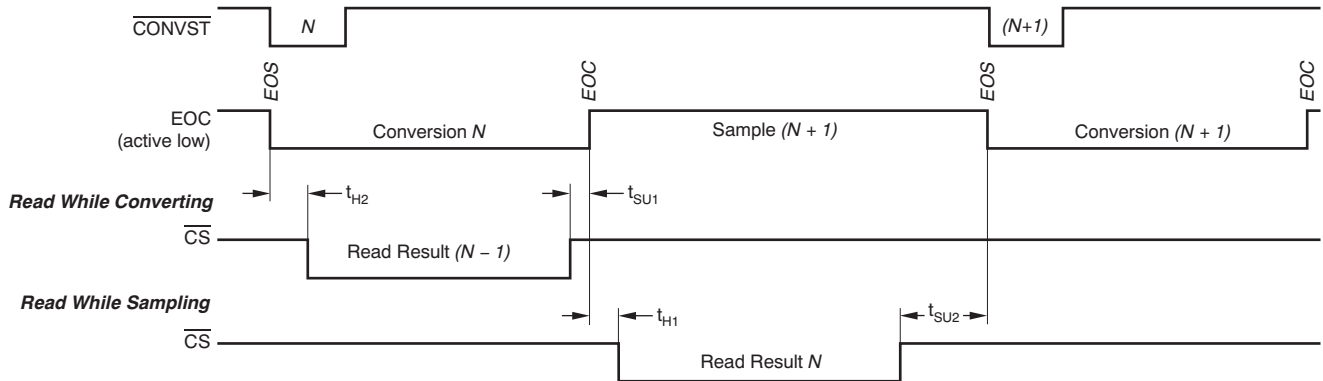 CONVST
N
(N+1)
EOS
EOC
EOS
EOC
EOC
(active low)
Conversion N
Sample (N + 1)
Conversion (N + 1)
Read While Converting
tH2
tSU1
CS
Read Result (N − 1)
Read While Sampling
tH1
tSU2
CS
Read Result N